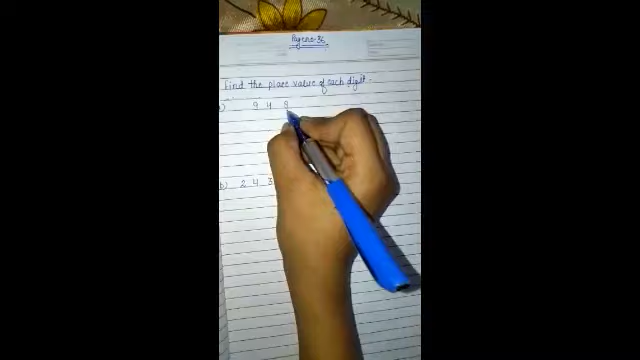 Page no-36
Find the place value of each digit.
a) 9 4 8
b) 2 4 3